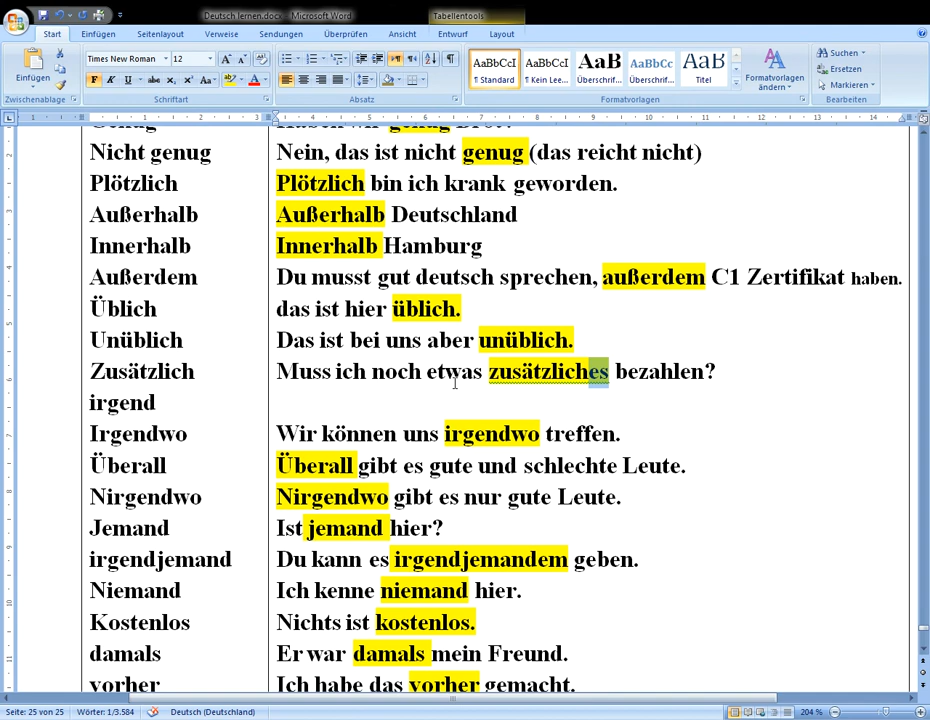 Deutsch lernen.docx - Microsoft Word
Tabellentools
Start Einfügen Seitenlayout Verweise Sendungen Überprüfen Ansicht Entwurf Layout
Einfügen
Times New Roman 12
AaBbCcI AaBbCcI AaBbC AaBbCc AaB
¶ Standard ¶ Kein Lee... Überschrif... Überschrif... Titel
Formatvorlagen ändern
Suchen
Ersetzen
Markieren
Zwischenablage Schriftart Absatz Formatvorlagen Bearbeiten
Nicht genug Nein, das ist nicht genug (das reicht nicht)
Plötzlich Plötzlich bin ich krank geworden.
Außerhalb Außerhalb Deutschland
Innerhalb Innerhalb Hamburg
Außerdem Du musst gut deutsch sprechen, außerdem C1 Zertifikat haben.
Üblich das ist hier üblich.
Unüblich Das ist bei uns aber unüblich.
Zusätzlich Muss ich noch etwas zusätzliches bezahlen?
irgend
Irgendwo Wir können uns irgendwo treffen.
Überall Überall gibt es gute und schlechte Leute.
Nirgendwo Nirgendwo gibt es nur gute Leute.
Jemand Ist jemand hier?
irgendjemand Du kann es irgendjemandem geben.
Niemand Ich kenne niemand hier.
Kostenlos Nichts ist kostenlos.
damals Er war damals mein Freund.
vorher Ich habe das vorher gemacht.
Seite: 25 von 25 Wörter: 1/3.584 Deutsch (Deutschland) 204 %